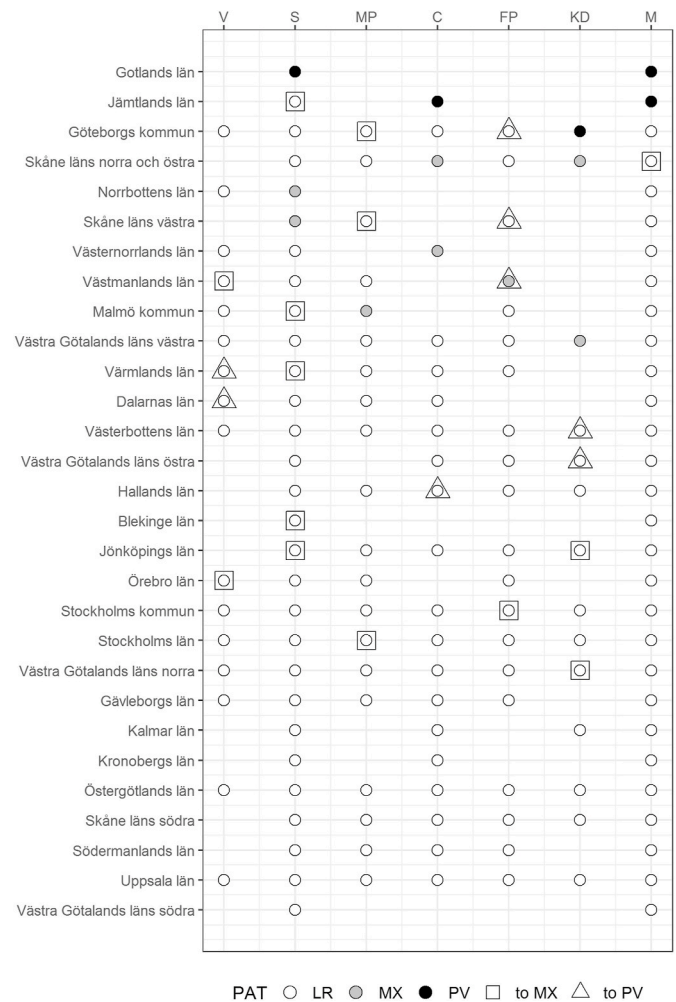 V S MP C FP KD M
Gotlands län
Jämtlands län
Göteborgs kommun
Skåne läns norra och östra
Norrbottens län
Skåne läns västra
Västernorrlands län
Västmanlands län
Malmö kommun
Västra Götalands läns västra
Värmlands län
Dalarnas län
Västerbottens län
Västra Götalands läns östra
Hallands län
Blekinge län
Jönköpings län
Örebro län
Stockholms kommun
Stockholms län
Västra Götalands läns norra
Gävleborgs län
Kalmar län
Kronobergs län
Östergötlands län
Skåne läns södra
Södermanlands län
Uppsala län
Västra Götalands läns södra
PAT LR MX PV to MX to PV